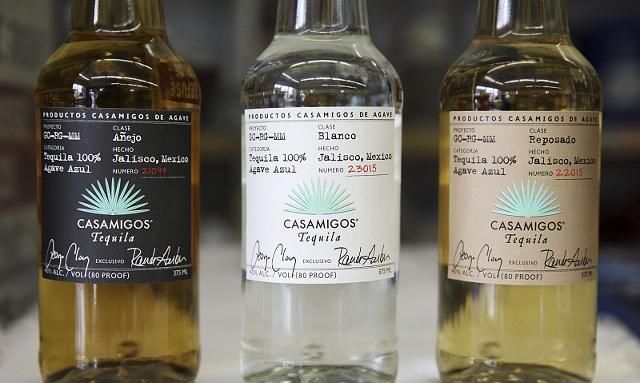 PRODUCTOS CASAMIGOS DE AGAVE
PROYECTO CLASE
GC-RG-MM Añejo
CATEGORIA HECHO
Tequila 100% Jalisco, Mexico
Agave Azul NUMERO 21094
CASAMIGOS®
Tequila
EXCLUSIVO
40% ALC. / VOL (80 PROOF) 375 ML
PRODUCTOS CASAMIGOS DE AGAVE
PROYECTO CLASE
GC-RG-MM Blanco
CATEGORIA HECHO
Tequila 100% Jalisco, Mexico
Agave Azul NUMERO 23015
CASAMIGOS®
Tequila
EXCLUSIVO
40% ALC. / VOL (80 PROOF) 375 ML
PRODUCTOS CASAMIGOS DE AGAVE
PROYECTO CLASE
GC-RG-MM Reposado
CATEGORIA HECHO
Tequila 100% Jalisco, Mexico
Agave Azul NUMERO 22015
CASAMIGOS®
Tequila
EXCLUSIVO
40% ALC. / VOL (80 PROOF) 375 ML